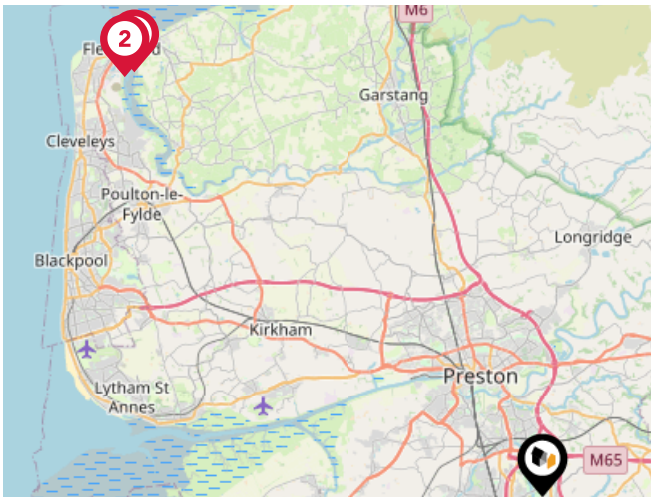 M6
2
Garstang
Cleveleys
Poulton-le-
Fylde
Longridge
Blackpool
Kirkham
Preston
Lytham St
Annes
M65